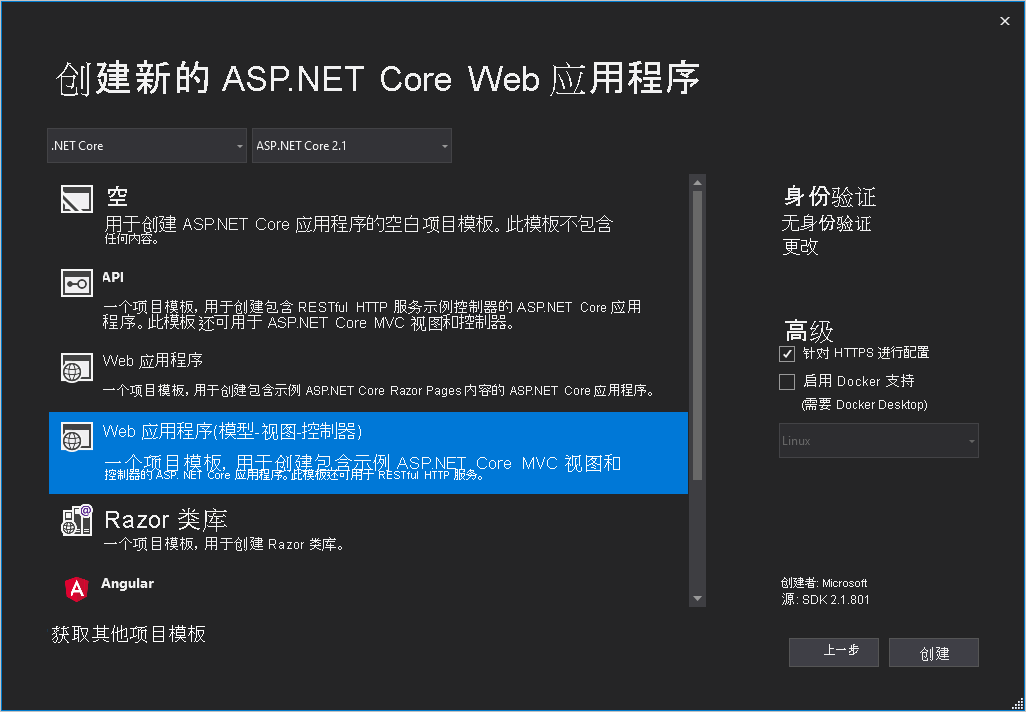 创建新的 ASP.NET Core Web 应用程序
.NET Core
ASP.NET Core 2.1
空
用于创建 ASP.NET Core 应用程序的空白项目模板。此模板不包含
任何内容。
API
一个项目模板, 用于创建包含 RESTful HTTP 服务示例控制器的 ASP.NET Core 应用
程序。此模板还可用于 ASP.NET Core MVC 视图和控制器。
Web 应用程序
一个项目模板, 用于创建包含示例 ASP.NET Core Razor Pages 内容的 ASP.NET Core 应用程序。
Web 应用程序(模型-视图-控制器)
一个项目模板, 用于创建包含示例 ASP.NET Core MVC 视图和
控制器的 ASP. NET Core 应用程序。此模板还可用于 RESTful HTTP 服务。
Razor 类库
一个项目模板, 用于创建 Razor 类库。
Angular
获取其他项目模板
身份验证
无身份验证
更改
高级
针对 HTTPS 进行配置
启用 Docker 支持
(需要 Docker Desktop)
Linux
创建者: Microsoft
源: SDK 2.1.801
上一步
创建